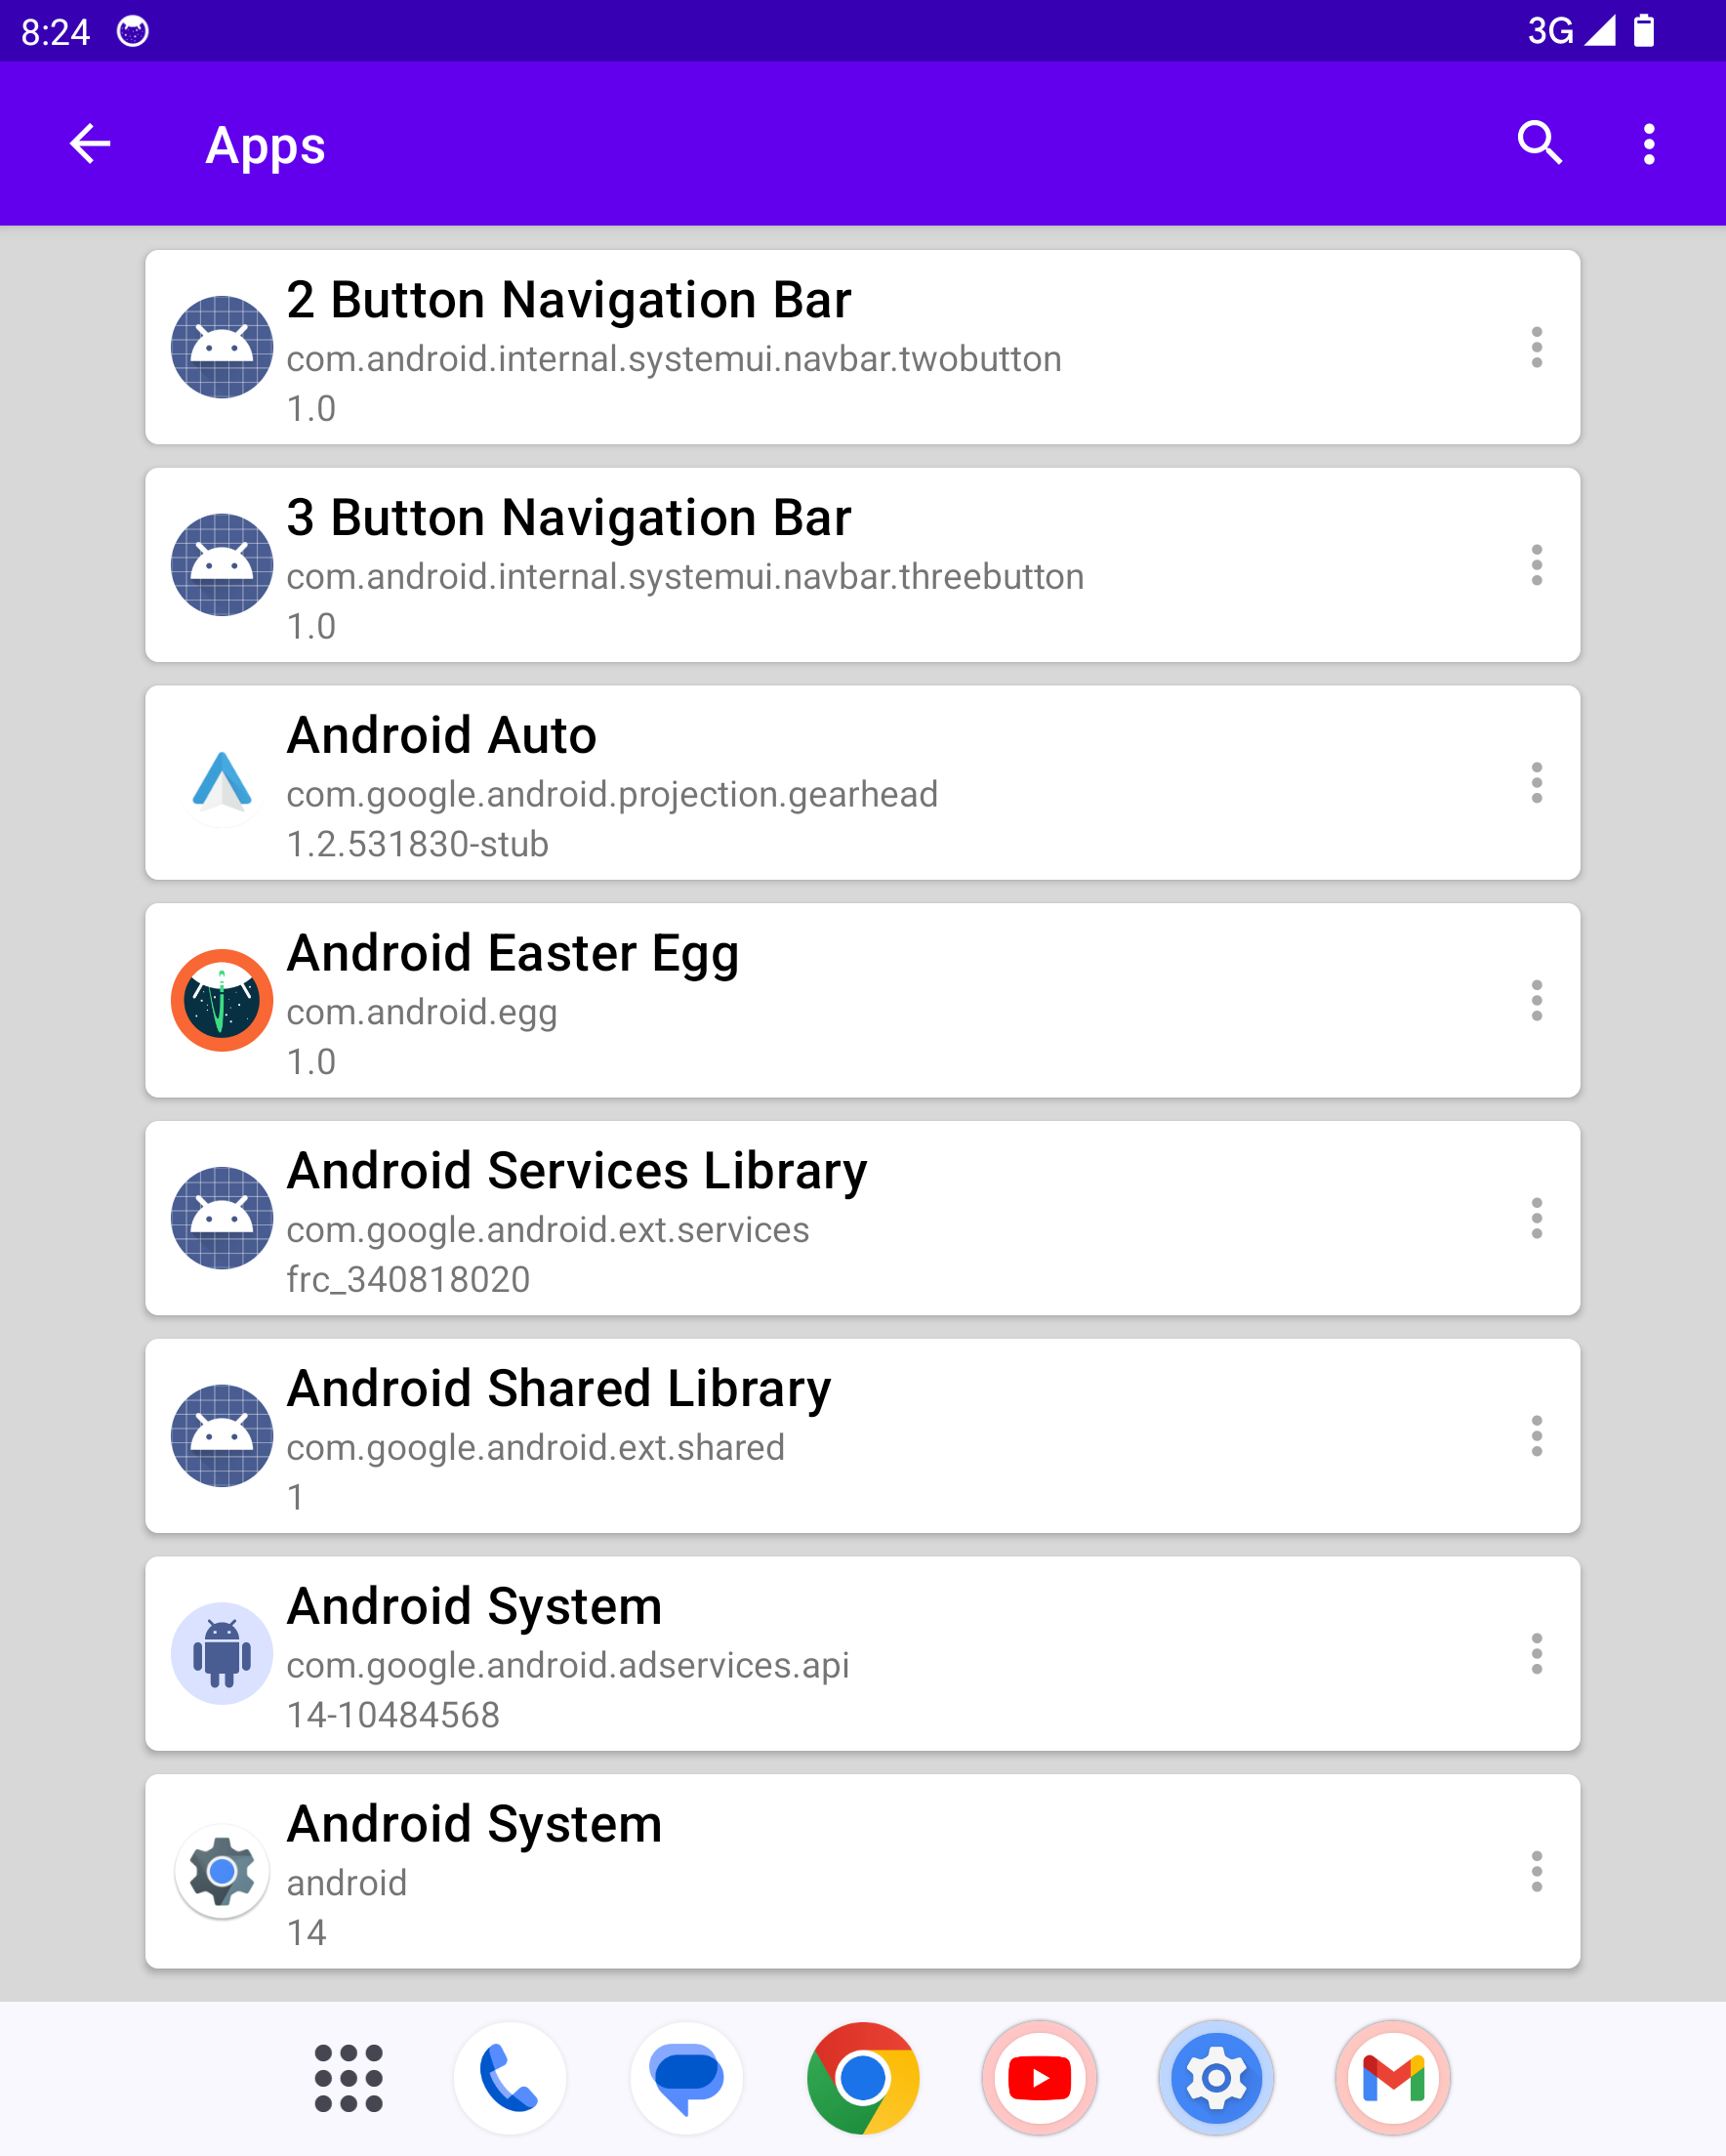 8:24
3G
Apps
2 Button Navigation Bar
com.android.internal.systemui.navbar.twobutton
1.0
3 Button Navigation Bar
com.android.internal.systemui.navbar.threebutton
1.0
Android Auto
com.google.android.projection.gearhead
1.2.531830-stub
Android Easter Egg
com.android.egg
1.0
Android Services Library
com.google.android.ext.services
frc_340818020
Android Shared Library
com.google.android.ext.shared
1
Android System
com.google.android.adservices.api
14-10484568
Android System
android
14